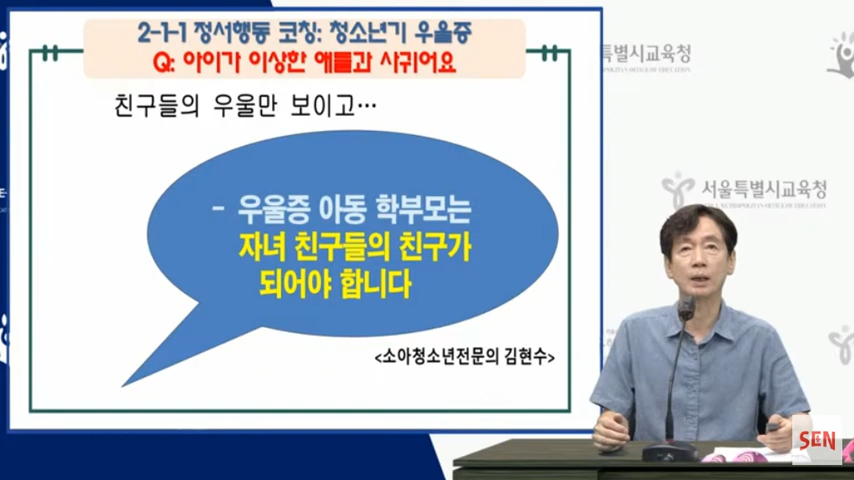 2-1-1 정서행동 코칭: 청소년기 우울증
Q: 아이가 이상한 애들과 사귀어요
친구들의 우울만 보이고…
- 우울증 아동 학부모는
자녀 친구들의 친구가
되어야 합니다
<소아청소년전문의 김현수>
특별시교육청
서울특별시교육청
SEN